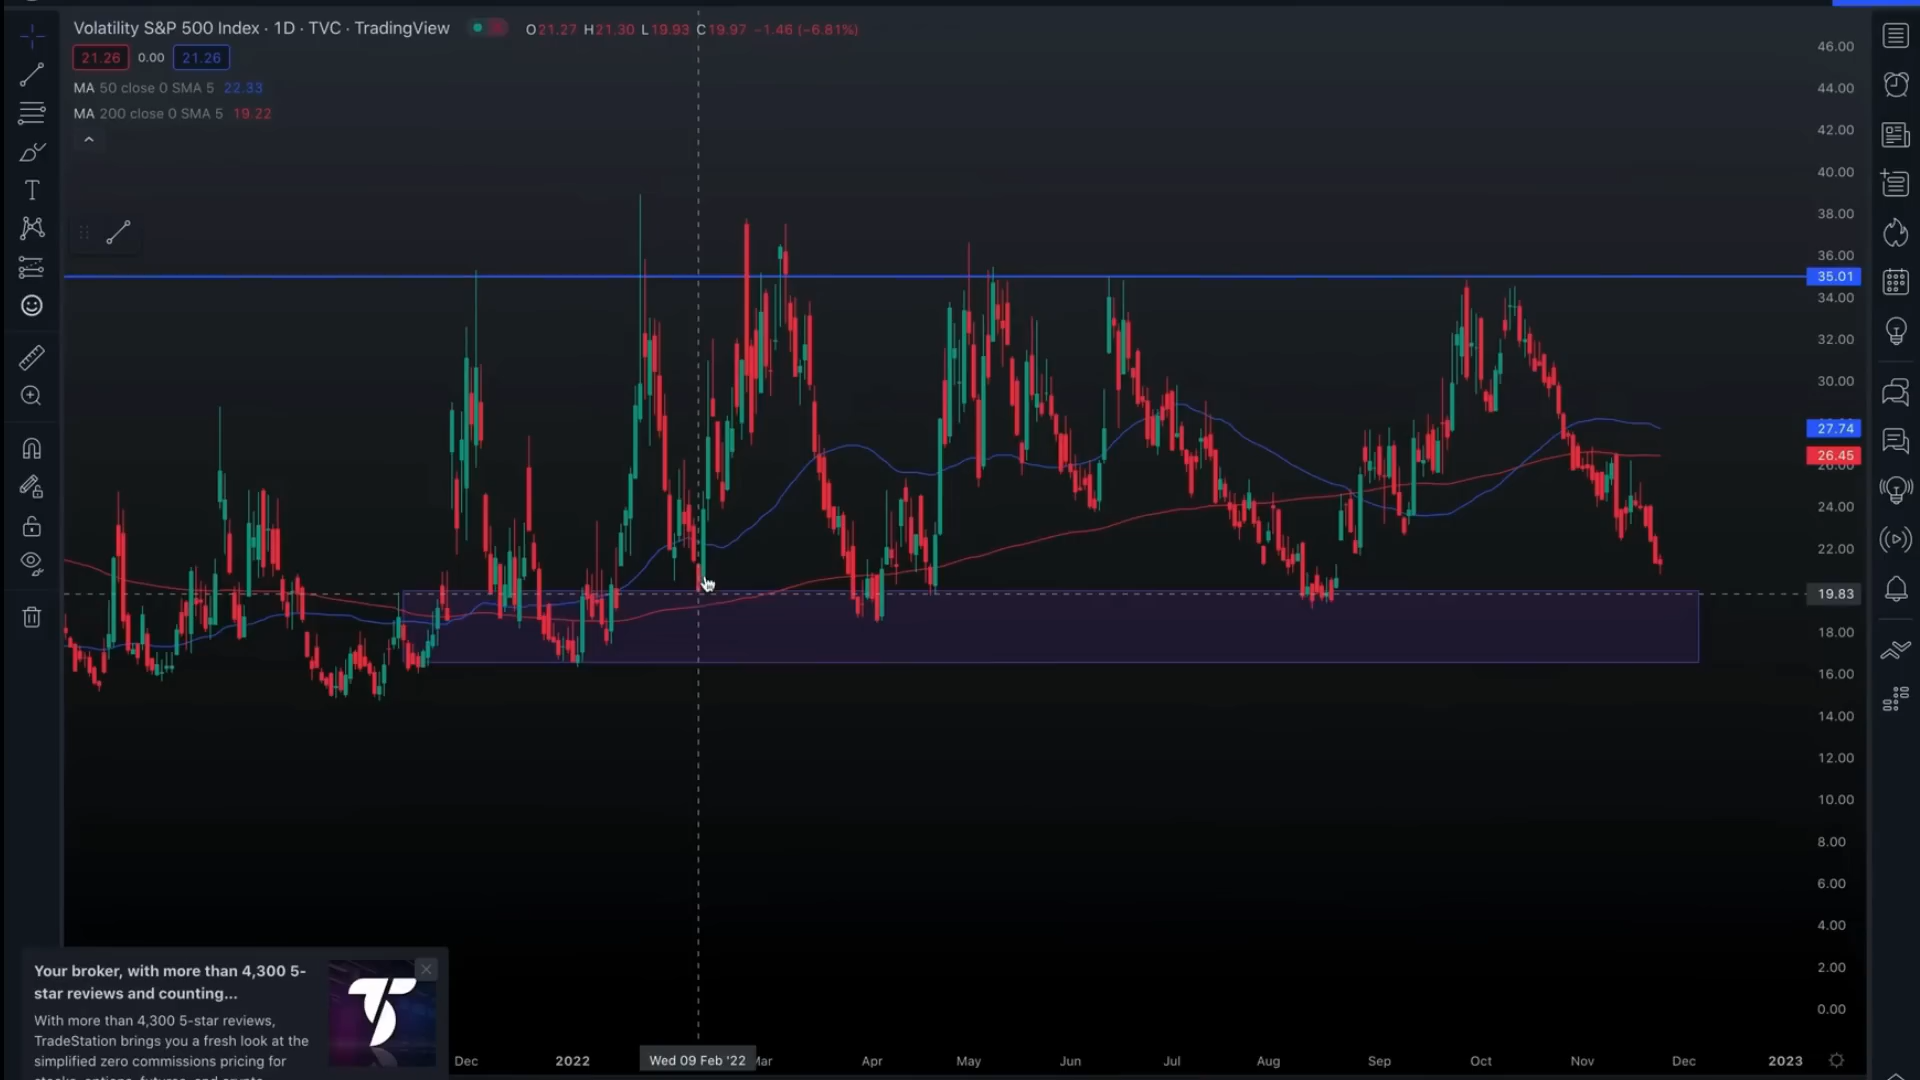 Volatility S&P 500 Index · 1D · TVC · TradingView O21.27 H21.30 L19.93 C19.97 −1.46 (−6.81%)
21.26 0.00 21.26
MA 50 close 0 SMA 5 22.33
MA 200 close 0 SMA 5 19.22
46.00
44.00
42.00
40.00
38.00
36.00
35.01
34.00
32.00
30.00
27.74
26.45
26.00
24.00
22.00
19.83
18.00
16.00
14.00
12.00
10.00
8.00
6.00
4.00
2.00
0.00
Your broker, with more than 4,300 5-
star reviews and counting...
With more than 4,300 5-star reviews,
TradeStation brings you a fresh look at the
simplified zero commissions pricing for
Dec 2022 Wed 09 Feb '22 Mar Apr May Jun Jul Aug Sep Oct Nov Dec 2023